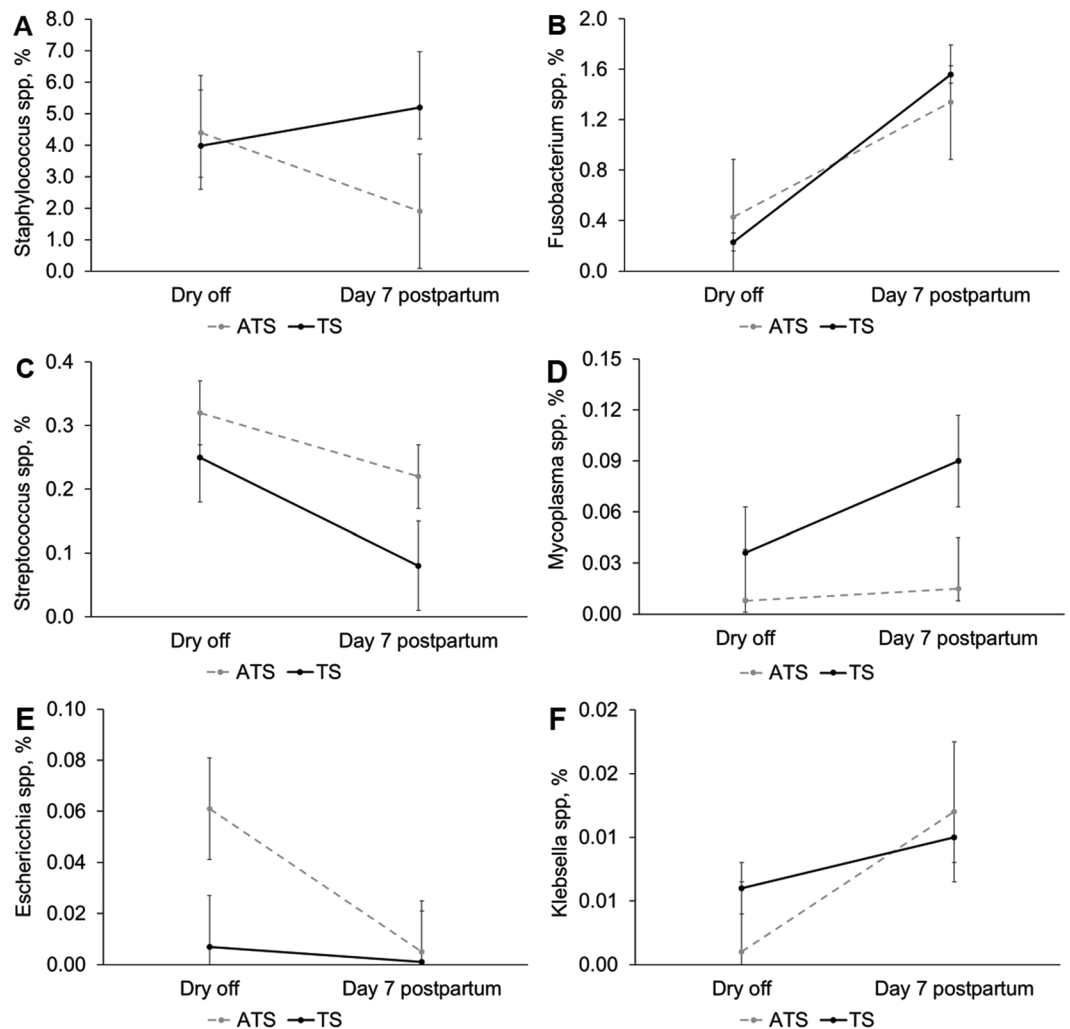 A
Staphylococcus spp, %
8.0
7.0
6.0
5.0
4.0
3.0
2.0
1.0
0.0
Dry off Day 7 postpartum
ATS TS
B
Fusobacterium spp, %
2.0
1.6
1.2
0.8
0.4
0.0
Dry off Day 7 postpartum
ATS TS
C
Streptococcus spp, %
0.4
0.3
0.2
0.1
0.0
Dry off Day 7 postpartum
ATS TS
D
Mycoplasma spp, %
0.15
0.12
0.09
0.06
0.03
0.00
Dry off Day 7 postpartum
ATS TS
E
Eschericchia spp, %
0.10
0.08
0.06
0.04
0.02
0.00
Dry off Day 7 postpartum
ATS TS
F
Klebsella spp, %
0.02
0.02
0.01
0.01
0.00
Dry off Day 7 postpartum
ATS TS